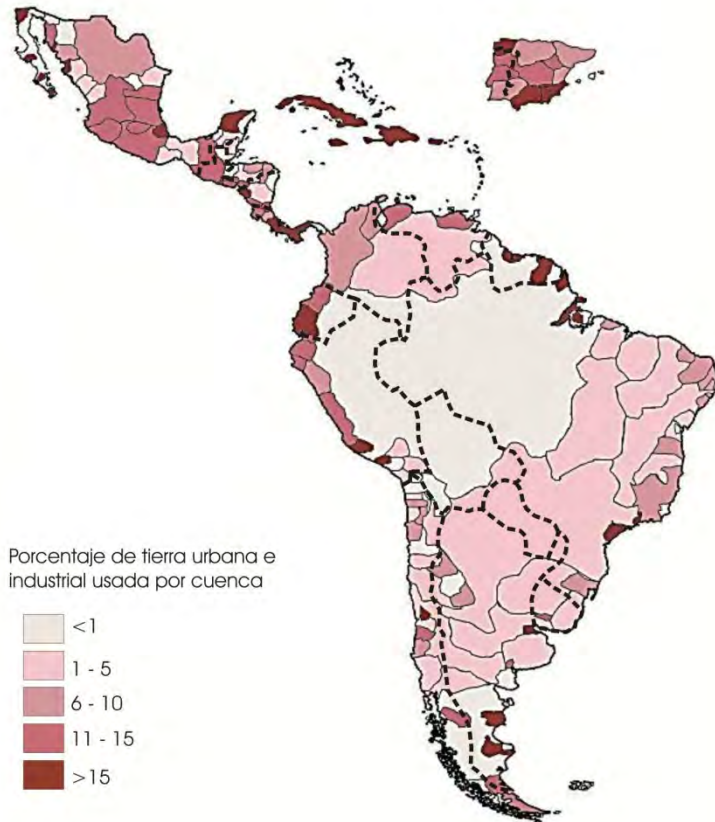 Porcentaje de tierra urbana e
industrial usada por cuenca
<1
1 - 5
6 - 10
11 - 15
>15